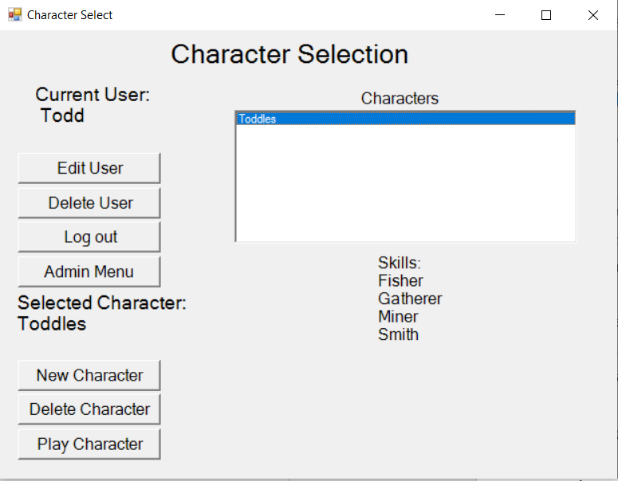 Character Select
Character Selection
Current User:
Todd
Edit User
Delete User
Log out
Admin Menu
Selected Character:
Toddles
New Character
Delete Character
Play Character
Characters
Toddles
Skills:
Fisher
Gatherer
Miner
Smith